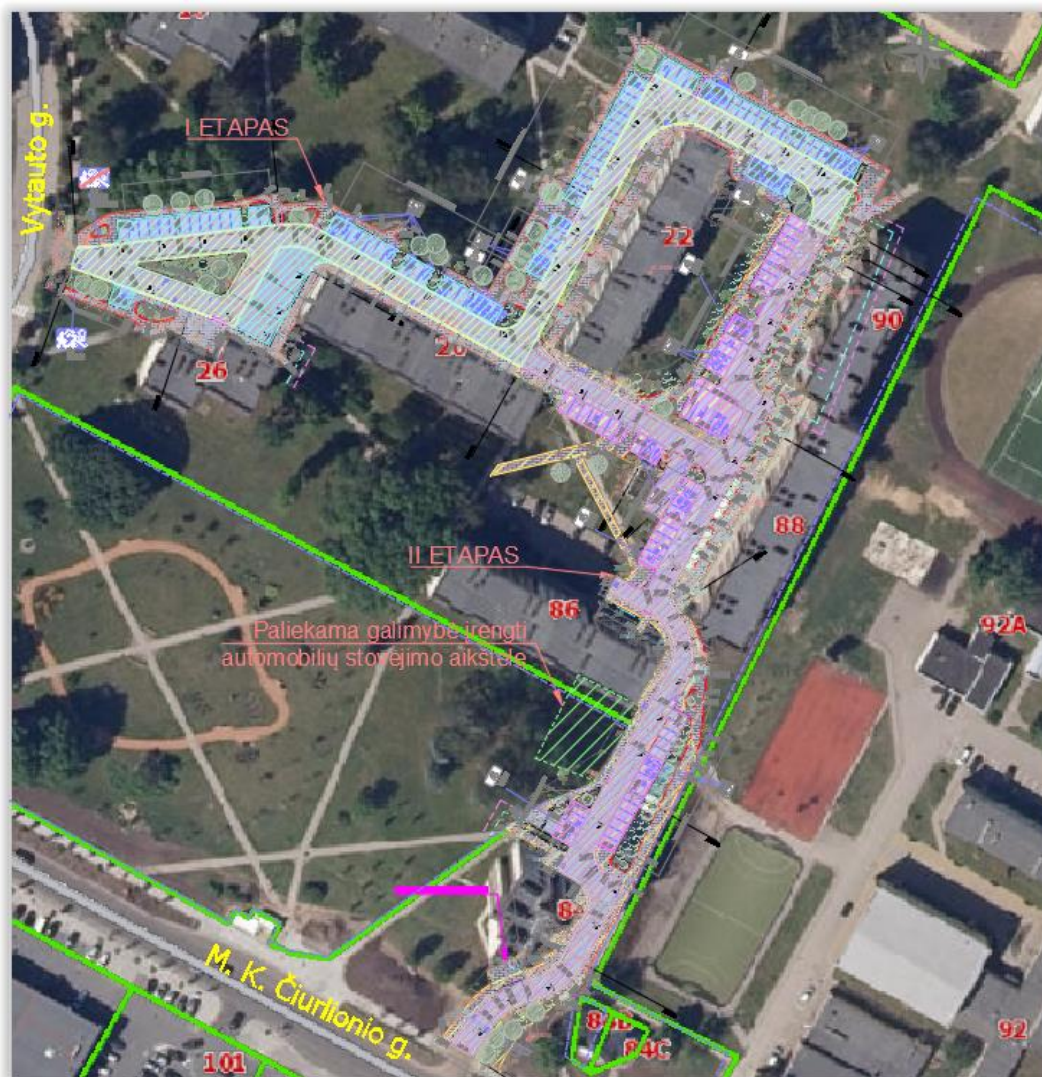 I ETAPAS
Vytauto g.
22
90
26
88
II ETAPAS
86
92A
Paliekama galimybė įrengti
automobilių stovėjimo aikštelę
84C
92
M. K. Čiurlionio g.
101